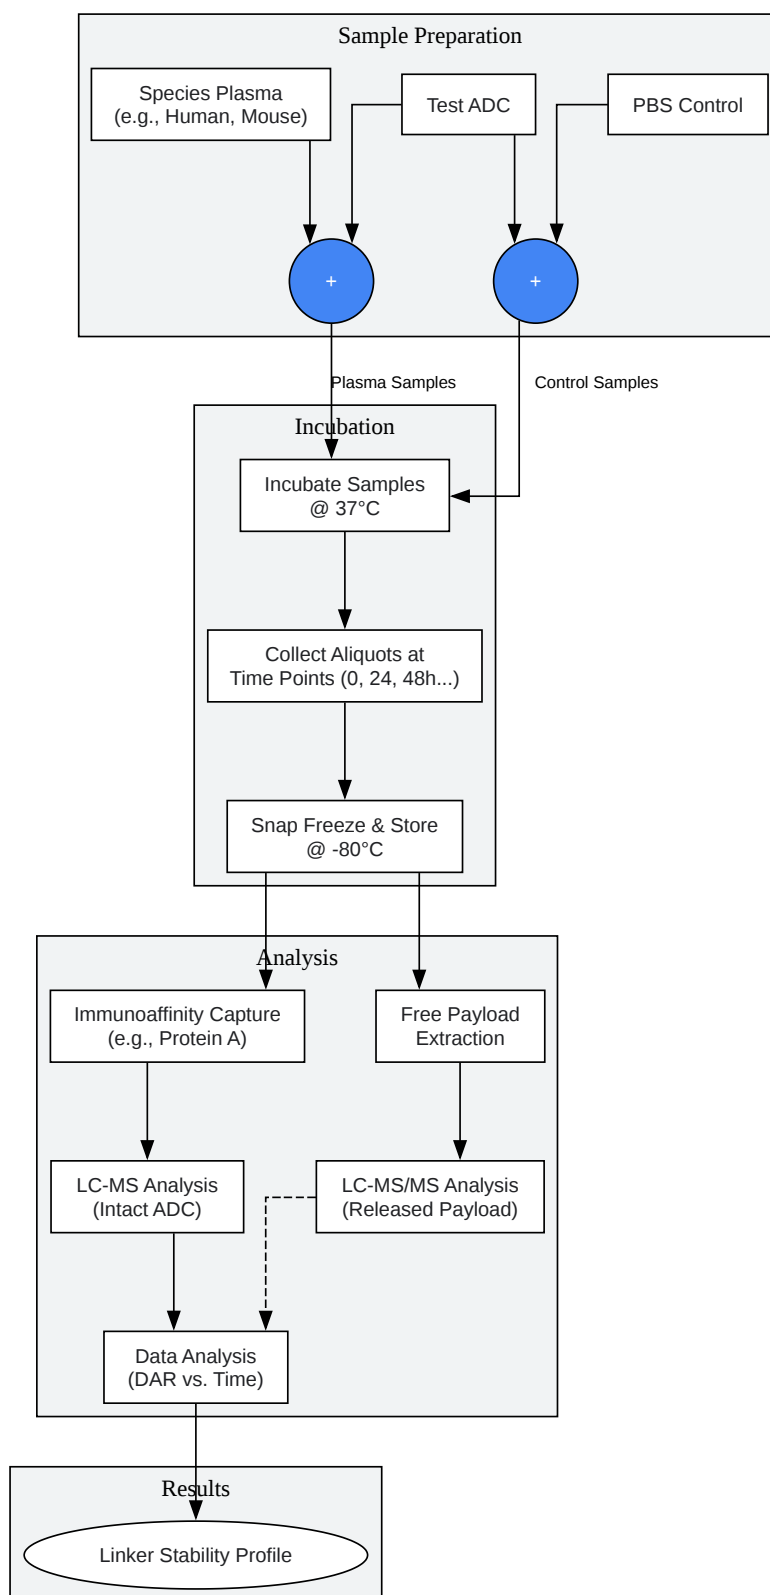 Sample Preparation
Species Plasma
(e.g., Human, Mouse)
Test ADC
PBS Control
+
+
Plasma Samples
Control Samples
Incubation
Incubate Samples
@ 37°C
Collect Aliquots at
Time Points (0, 24, 48h...)
Snap Freeze & Store
@ -80°C
Analysis
Immunoaffinity Capture
(e.g., Protein A)
Free Payload
Extraction
LC-MS Analysis
(Intact ADC)
LC-MS/MS Analysis
(Released Payload)
Data Analysis
(DAR vs. Time)
Results
Linker Stability Profile